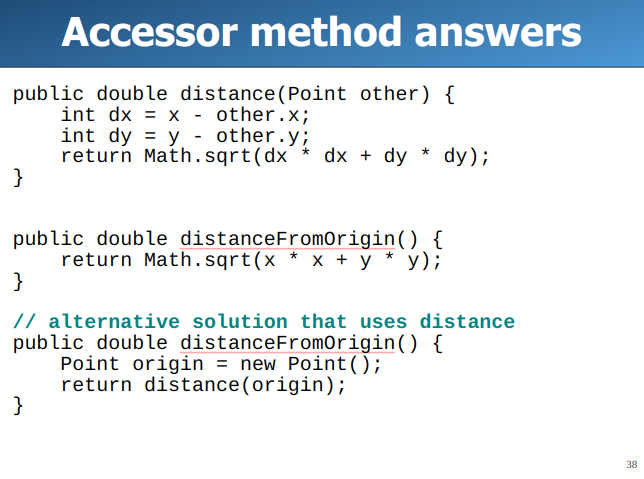 Accessor method answers
public double distance(Point other) {
    int dx = x - other.x;
    int dy = y - other.y;
    return Math.sqrt(dx * dx + dy * dy);
}
public double distanceFromOrigin() {
    return Math.sqrt(x * x + y * y);
}
// alternative solution that uses distance
public double distanceFromOrigin() {
    Point origin = new Point();
    return distance(origin);
}
38